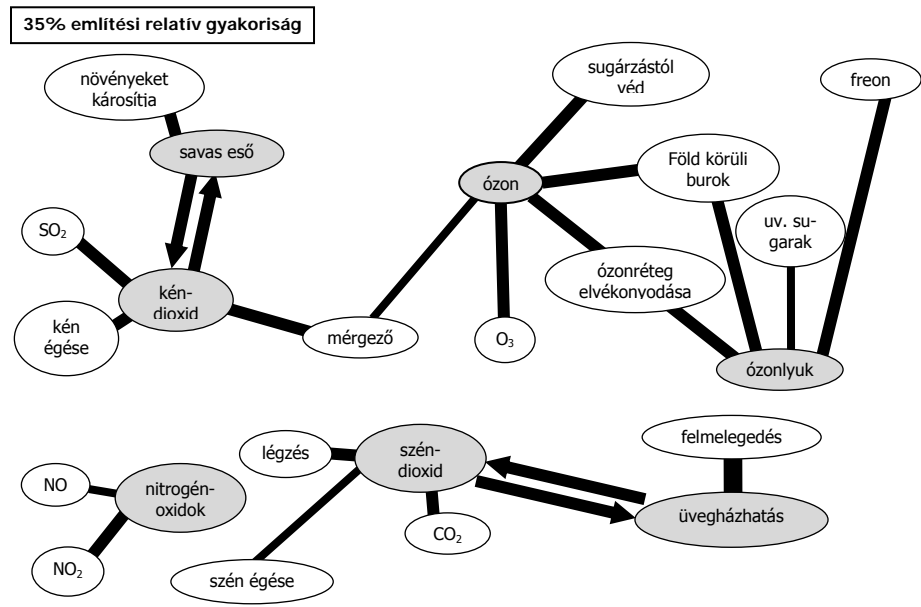 35% említési relatív gyakoriság
növényeket
károsítja
savas eső
SO₂
kén-
dioxid
kén
égése
mérgező
sugárzástól
véd
ózon
Föld körüli
burok
freon
uv. su-
garak
ózonréteg
elvékonyodása
O₃
ózonlyuk
légzés
szén-
dioxid
felmelegedés
NO
nitrogén-
oxidok
NO₂
CO₂
üvegházhatás
szén égése